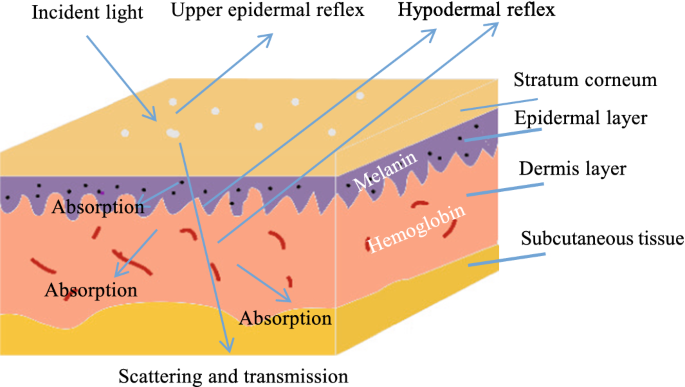 Incident light
Upper epidermal reflex
Hypodermal reflex
Stratum corneum
Epidermal layer
Melanin
Dermis layer
Absorption
Hemoglobin
Subcutaneous tissue
Absorption
Absorption
Scattering and transmission